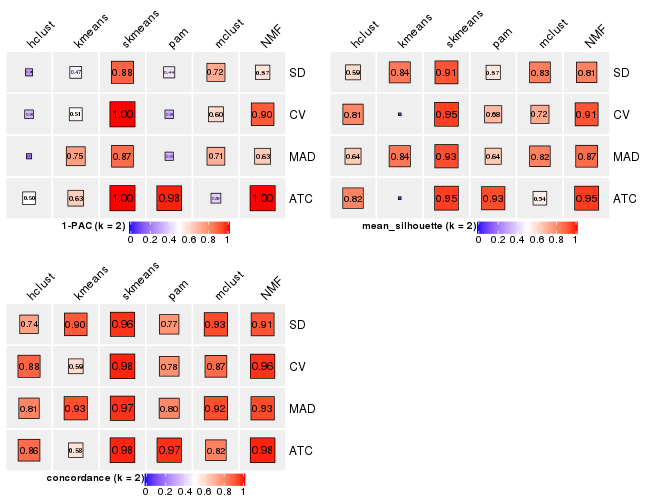 hclust kmeans skmeans pam mclust NMF
0.88 0.72 0.57 SD
0.51 1.00 0.60 0.90 CV
0.75 0.87 0.71 0.63 MAD
0.50 0.63 1.00 0.98 1.00 ATC
1-PAC (k = 2)
0 0.2 0.4 0.6 0.8 1
hclust kmeans skmeans pam mclust NMF
0.59 0.84 0.91 0.57 0.83 0.81 SD
0.81 0.95 0.68 0.72 0.91 CV
0.64 0.84 0.93 0.64 0.82 0.87 MAD
0.82 0.95 0.93 0.54 0.95 ATC
mean_silhouette (k = 2)
0 0.2 0.4 0.6 0.8 1
hclust kmeans skmeans pam mclust NMF
0.74 0.90 0.96 0.77 0.93 0.91 SD
0.88 0.59 0.98 0.78 0.87 0.96 CV
0.81 0.93 0.97 0.80 0.92 0.93 MAD
0.86 0.58 0.98 0.97 0.82 0.98 ATC
concordance (k = 2)
0 0.2 0.4 0.6 0.8 1